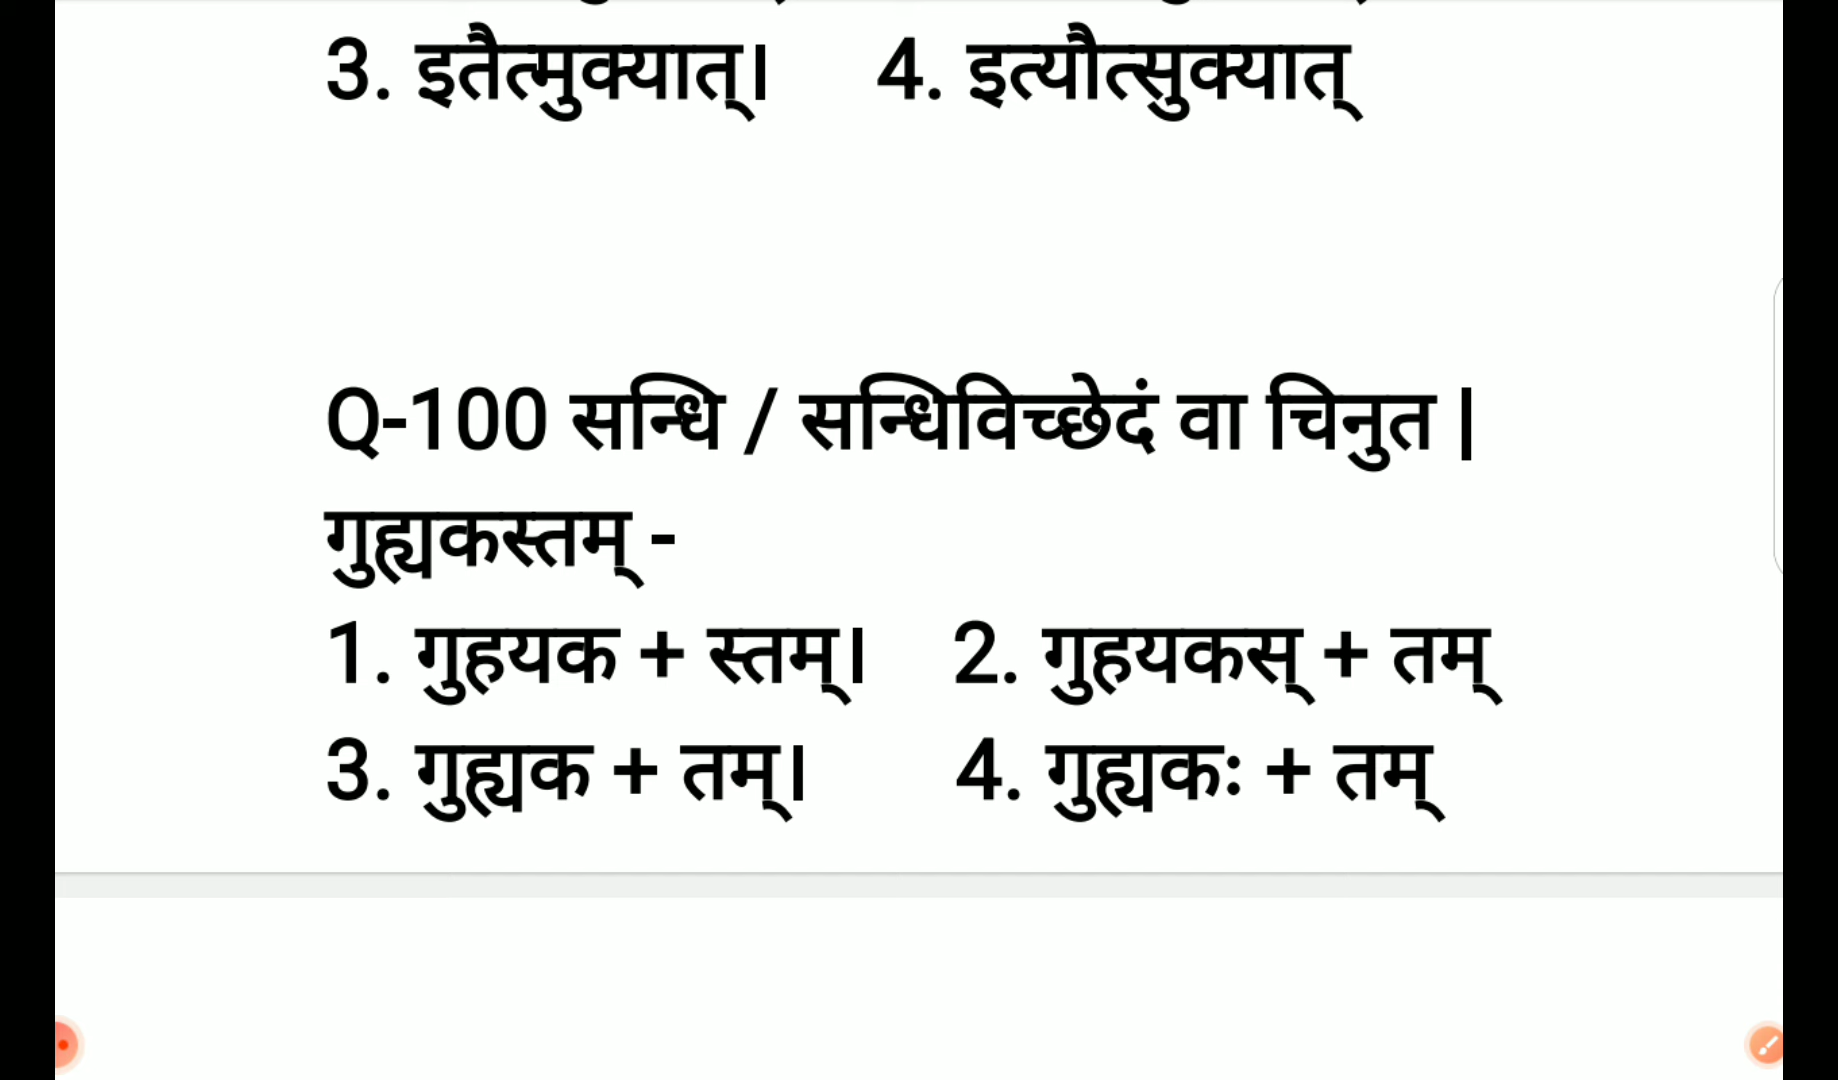 3. इतैत्मुक्यात्। 4. इत्यौत्सुक्यात्
Q-100 सन्धि / सन्धिविच्छेदं वा चिनुत |
गुह्यकस्तम् -
1. गुहयक + स्तम्। 2. गुहयकस् + तम्
3. गुह्यक + तम्। 4. गुह्यकः + तम्